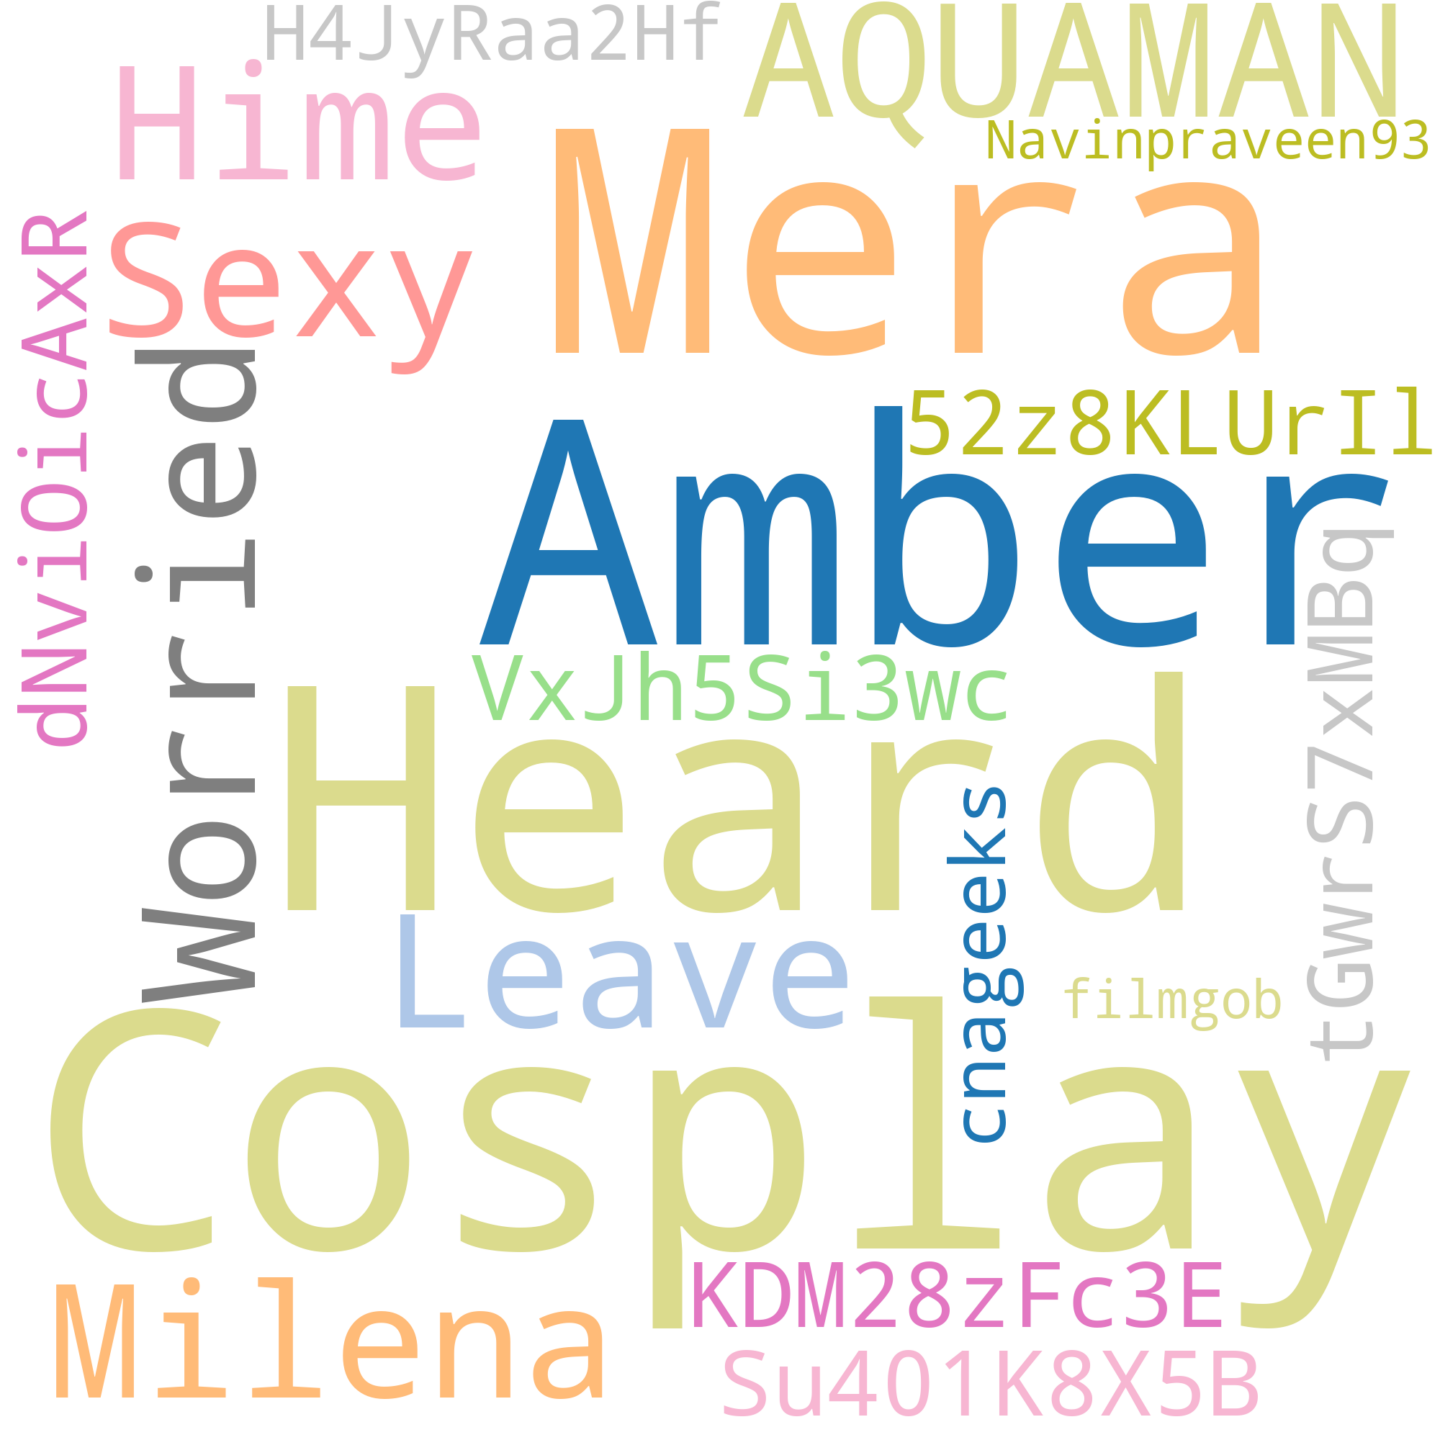 H4JyRaa2Hf
AQUAMAN
Hime
Navinpraveen93
Mera
Sexy
dNviOicAxR
Worried
52z8KLUrIl
Amber
tGwrS7xMBq
VxJh5Si3wc
Heard
cnageeks
Leave
filmgob
Cosplay
KDM28zFc3E
Milena
Su401K8X5B